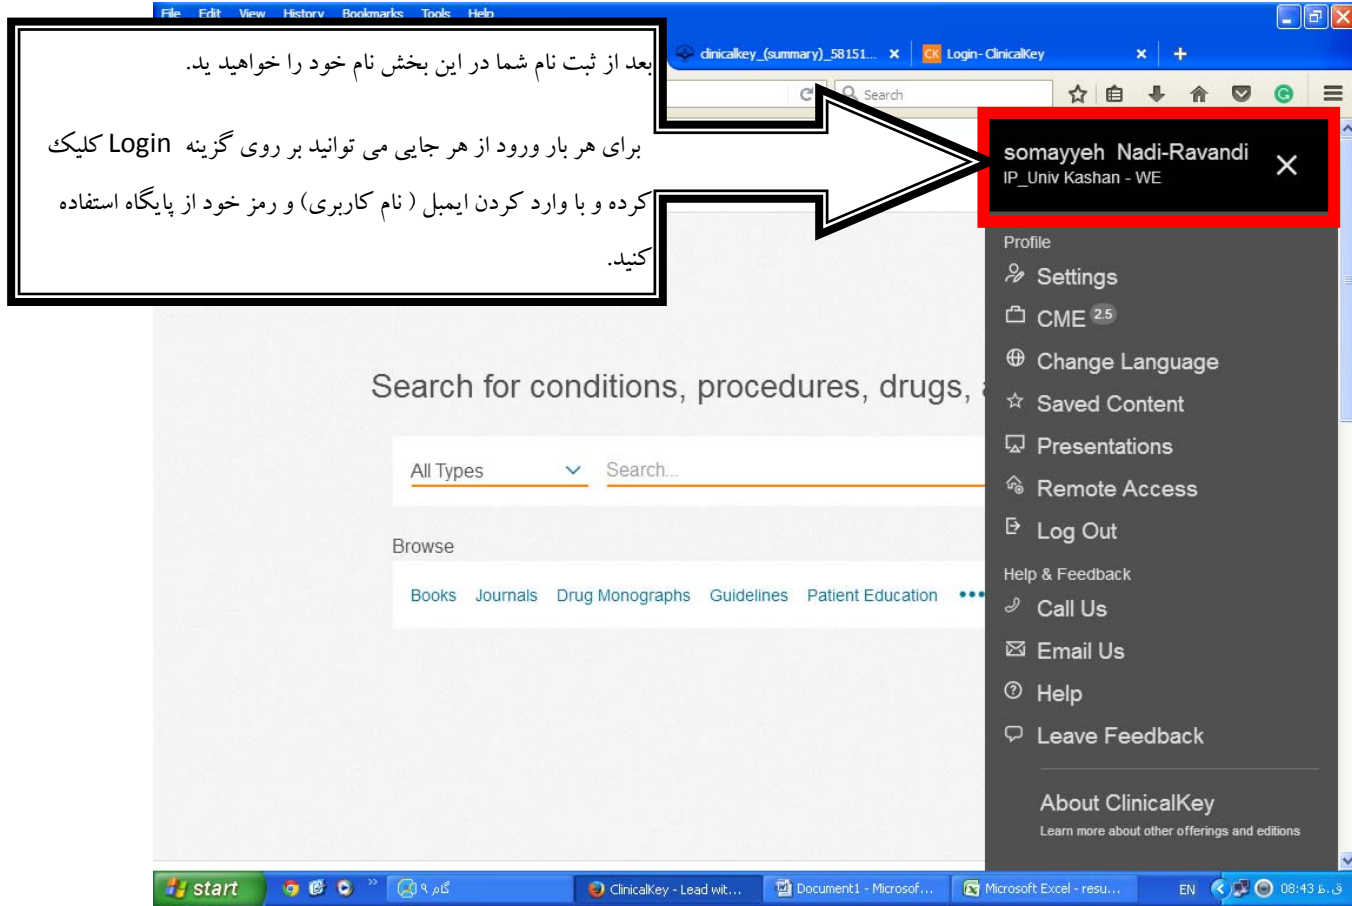 File Edit View History Bookmarks Tools Help
clinicalkey_(summary)_58151... Login- ClinicalKey
Search
بعد از ثبت نام شما در این بخش نام خود را خواهید ید.
برای هر بار ورود از هر جایی می توانید بر روی گزینه Login کلیک
کرده و با وارد کردن ایمبل ( نام کاربری) و رمز خود از پایگاه استفاده
کنید.
somayyeh Nadi-Ravandi
IP_Univ Kashan - WE
Profile
Settings
CME 2.5
Change Language
Saved Content
Presentations
Remote Access
Log Out
Help & Feedback
Call Us
Email Us
Help
Leave Feedback
About ClinicalKey
Learn more about other offerings and editions
Search for conditions, procedures, drugs,
All Types Search...
Browse
Books Journals Drug Monographs Guidelines Patient Education
start گام ۹ ClinicalKey - Lead wit... Document1 - Microsof... Microsoft Excel - resu... EN 08:43 ق.ظ